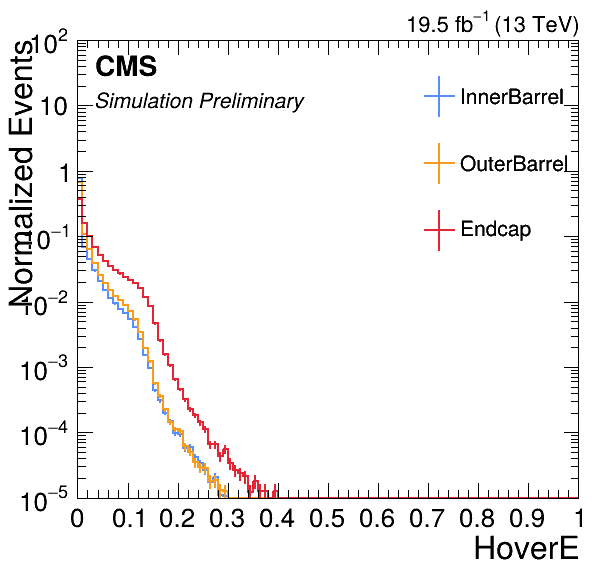 19.5 fb⁻¹ (13 TeV)
CMS
Simulation Preliminary
InnerBarrel
OuterBarrel
Endcap
Normalized Events
10²
10
1
10⁻¹
10⁻²
10⁻³
10⁻⁴
10⁻⁵
0 0.1 0.2 0.3 0.4 0.5 0.6 0.7 0.8 0.9 1
HoverE